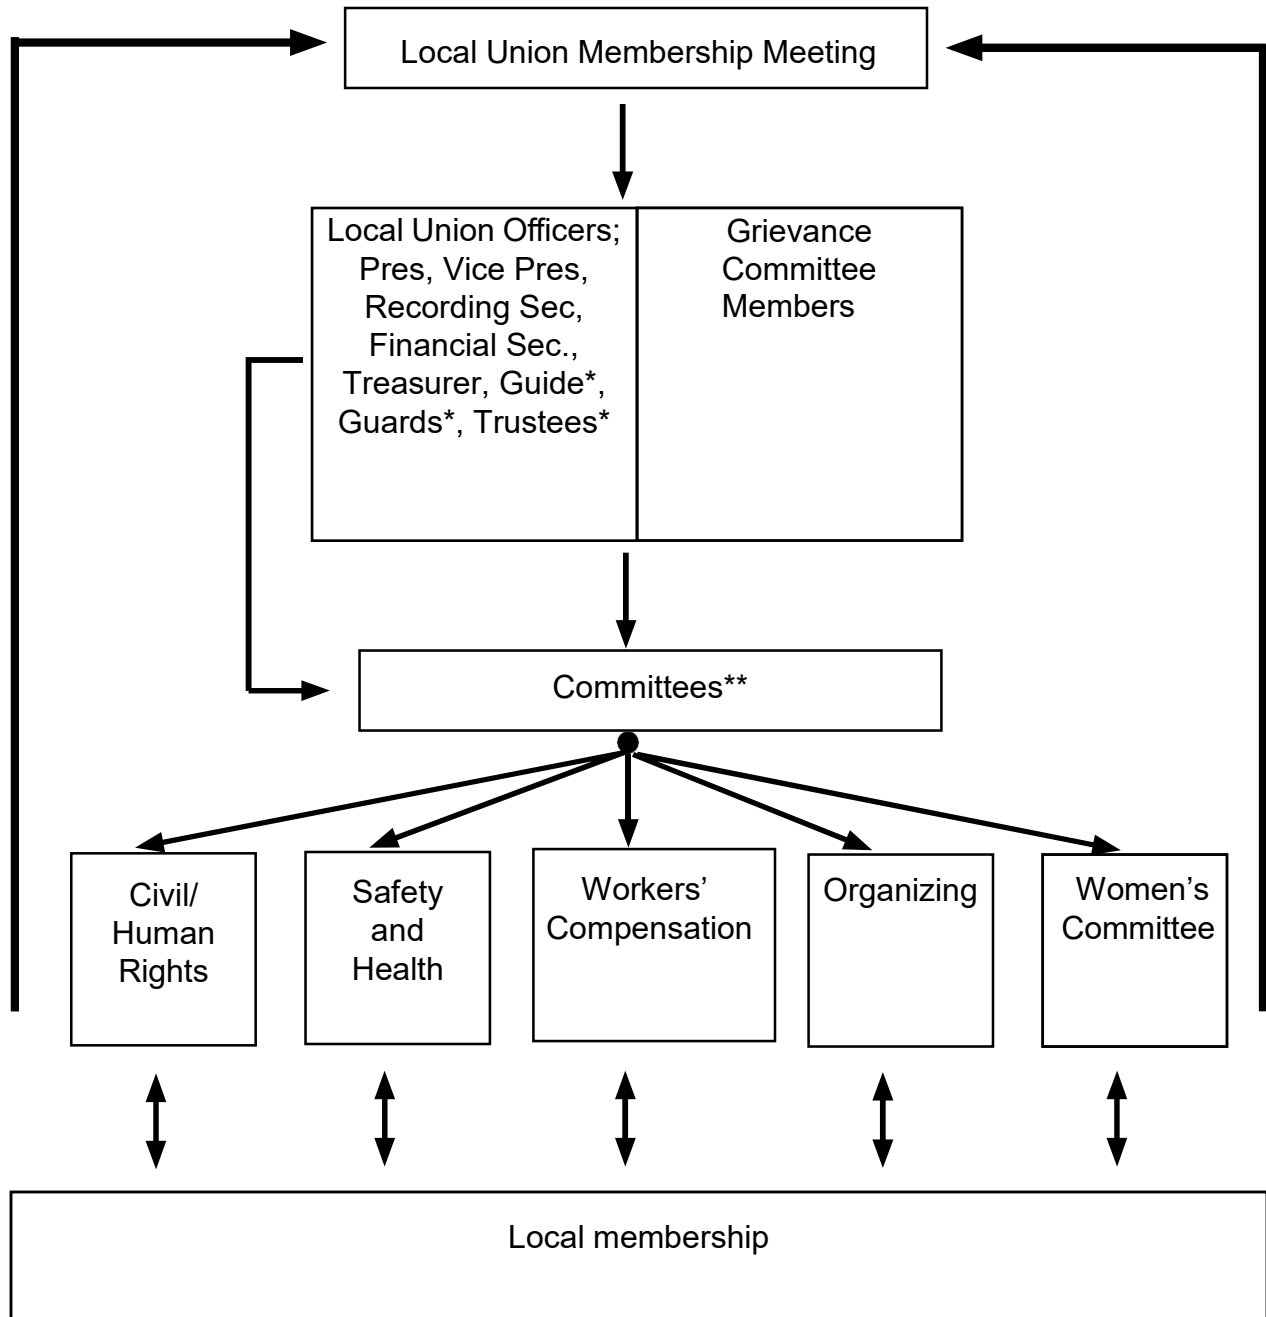 Local Union Membership Meeting
Local Union Officers;
Pres, Vice Pres,
Recording Sec,
Financial Sec.,
Treasurer, Guide*,
Guards*, Trustees*
Grievance
Committee
Members
Committees**
Civil/
Human
Rights
Safety
and
Health
Workers’
Compensation
Organizing
Women’s
Committee
Local membership